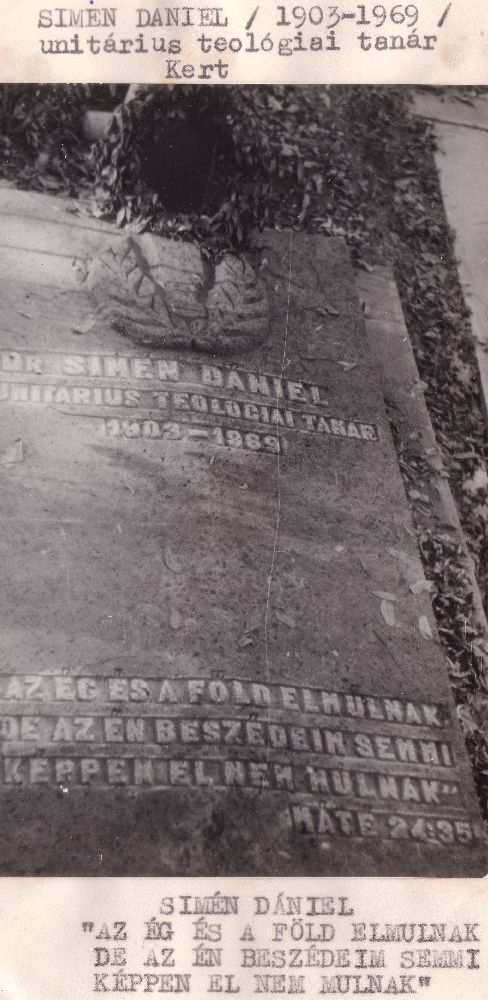 SIMEN DANIEL / 1903-1969 /
unitárius teológiai tanár
Kert
DR SIMÉN DÁNIEL
UNITÁRIUS TEOLÓGIAI TANÁR
(1903-1969)
AZ ÉG ÉS A FÖLD ELMULNAK
DE AZ ÉN BESZÉDEIM SEMMI
KÉPPEN EL NEM MULNAK"
MÁTÉ 24:35
SIMÉN DÁNIEL
"AZ ÉG ÉS A FÖLD ELMULNAK
DE AZ ÉN BESZÉDEIM SEMMI
KÉPPEN EL NEM MULNAK"